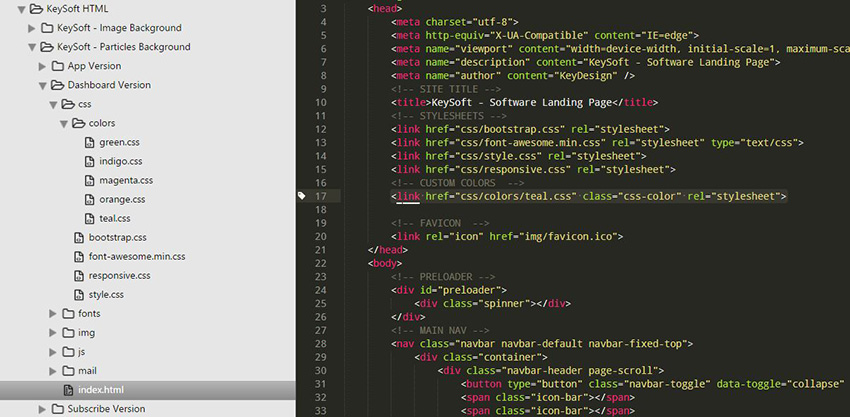 KeySoft HTML
KeySoft - Image Background
KeySoft - Particles Background
App Version
Dashboard Version
css
colors
green.css
indigo.css
magenta.css
orange.css
teal.css
bootstrap.css
font-awesome.min.css
responsive.css
style.css
fonts
img
js
mail
index.html
Subscribe Version
3 <head>
4 <meta charset="utf-8">
5 <meta http-equiv="X-UA-Compatible" content="IE=edge">
6 <meta name="viewport" content="width=device-width, initial-scale=1, maximum-sca
7 <meta name="description" content="KeySoft - Software Landing Page">
8 <meta name="author" content="KeyDesign" />
9 <!-- SITE TITLE -->
10 <title>KeySoft - Software Landing Page</title>
11 <!-- STYLESHEETS -->
12 <link href="css/bootstrap.css" rel="stylesheet">
13 <link href="css/font-awesome.min.css" rel="stylesheet" type="text/css">
14 <link href="css/style.css" rel="stylesheet">
15 <link href="css/responsive.css" rel="stylesheet">
16 <!-- CUSTOM COLORS  -->
17 <link href="css/colors/teal.css" class="css-color" rel="stylesheet">
18
19 <!-- FAVICON  -->
20 <link rel="icon" href="img/favicon.ico">
21 </head>
22 <body>
23 <!-- PRELOADER -->
24 <div id="preloader">
25 <div class="spinner"></div>
26 </div>
27 <!-- MAIN NAV -->
28 <nav class="navbar navbar-default navbar-fixed-top">
29 <div class="container">
30 <div class="navbar-header page-scroll">
31 <button type="button" class="navbar-toggle" data-toggle="collapse"
32 <span class="icon-bar"></span>
33 <span class="icon-bar"></span>